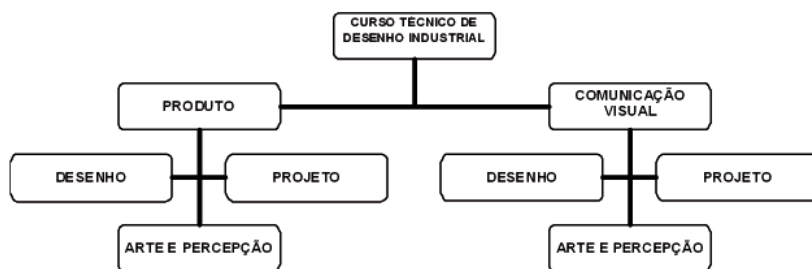 CURSO TÉCNICO DE
DESENHO INDUSTRIAL
PRODUTO
COMUNICAÇÃO
VISUAL
DESENHO
PROJETO
DESENHO
PROJETO
ARTE E PERCEPÇÃO
ARTE E PERCEPÇÃO